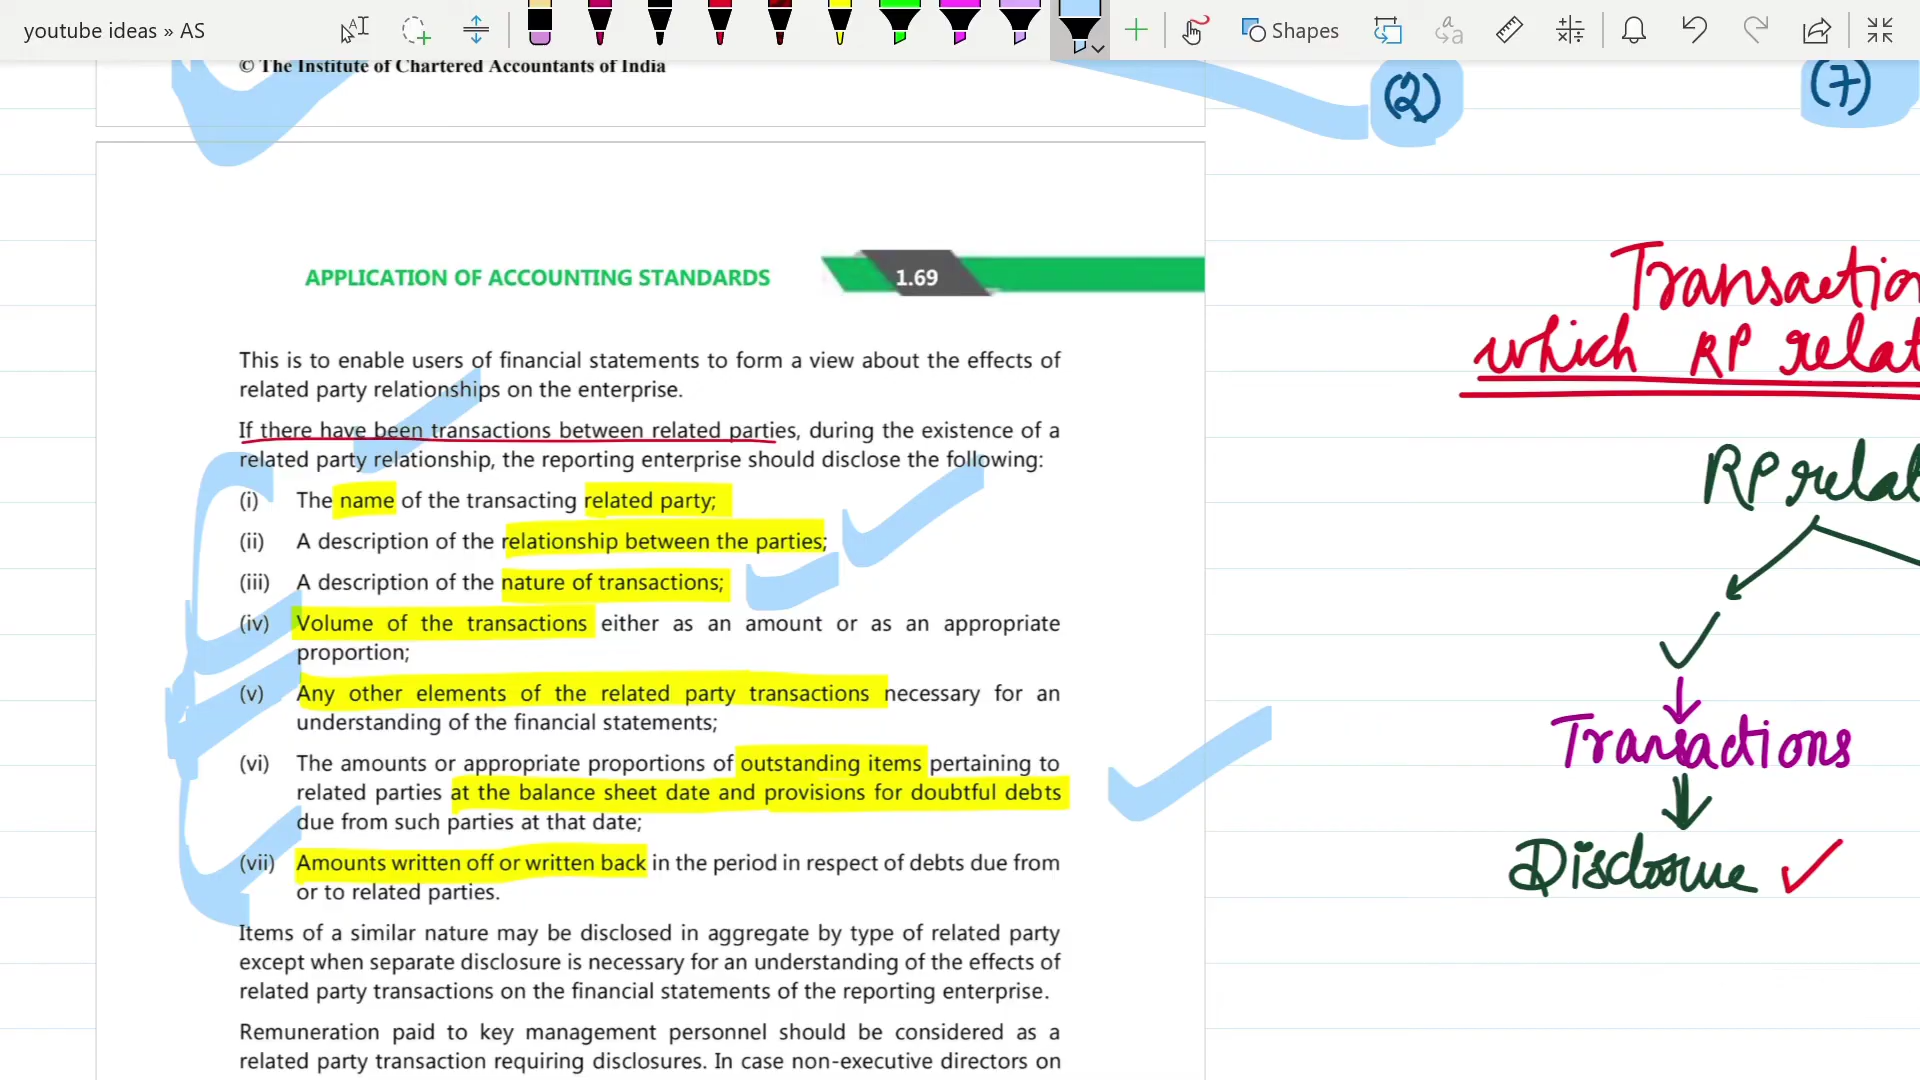 youtube ideas » AS
Shapes
© The Institute of Chartered Accountants of India
(2)
(7)
APPLICATION OF ACCOUNTING STANDARDS
1.69
This is to enable users of financial statements to form a view about the effects of
related party relationships on the enterprise.
If there have been transactions between related parties, during the existence of a
related party relationship, the reporting enterprise should disclose the following:
(i) The name of the transacting related party;
(ii) A description of the relationship between the parties;
(iii) A description of the nature of transactions;
(iv) Volume of the transactions either as an amount or as an appropriate
proportion;
(v) Any other elements of the related party transactions necessary for an
understanding of the financial statements;
(vi) The amounts or appropriate proportions of outstanding items pertaining to
related parties at the balance sheet date and provisions for doubtful debts
due from such parties at that date;
(vii) Amounts written off or written back in the period in respect of debts due from
or to related parties.
Items of a similar nature may be disclosed in aggregate by type of related party
except when separate disclosure is necessary for an understanding of the effects of
related party transactions on the financial statements of the reporting enterprise.
Remuneration paid to key management personnel should be considered as a
related party transaction requiring disclosures. In case non-executive directors on
Transaction
which RP relat
RP relat
Transactions
Disclosure